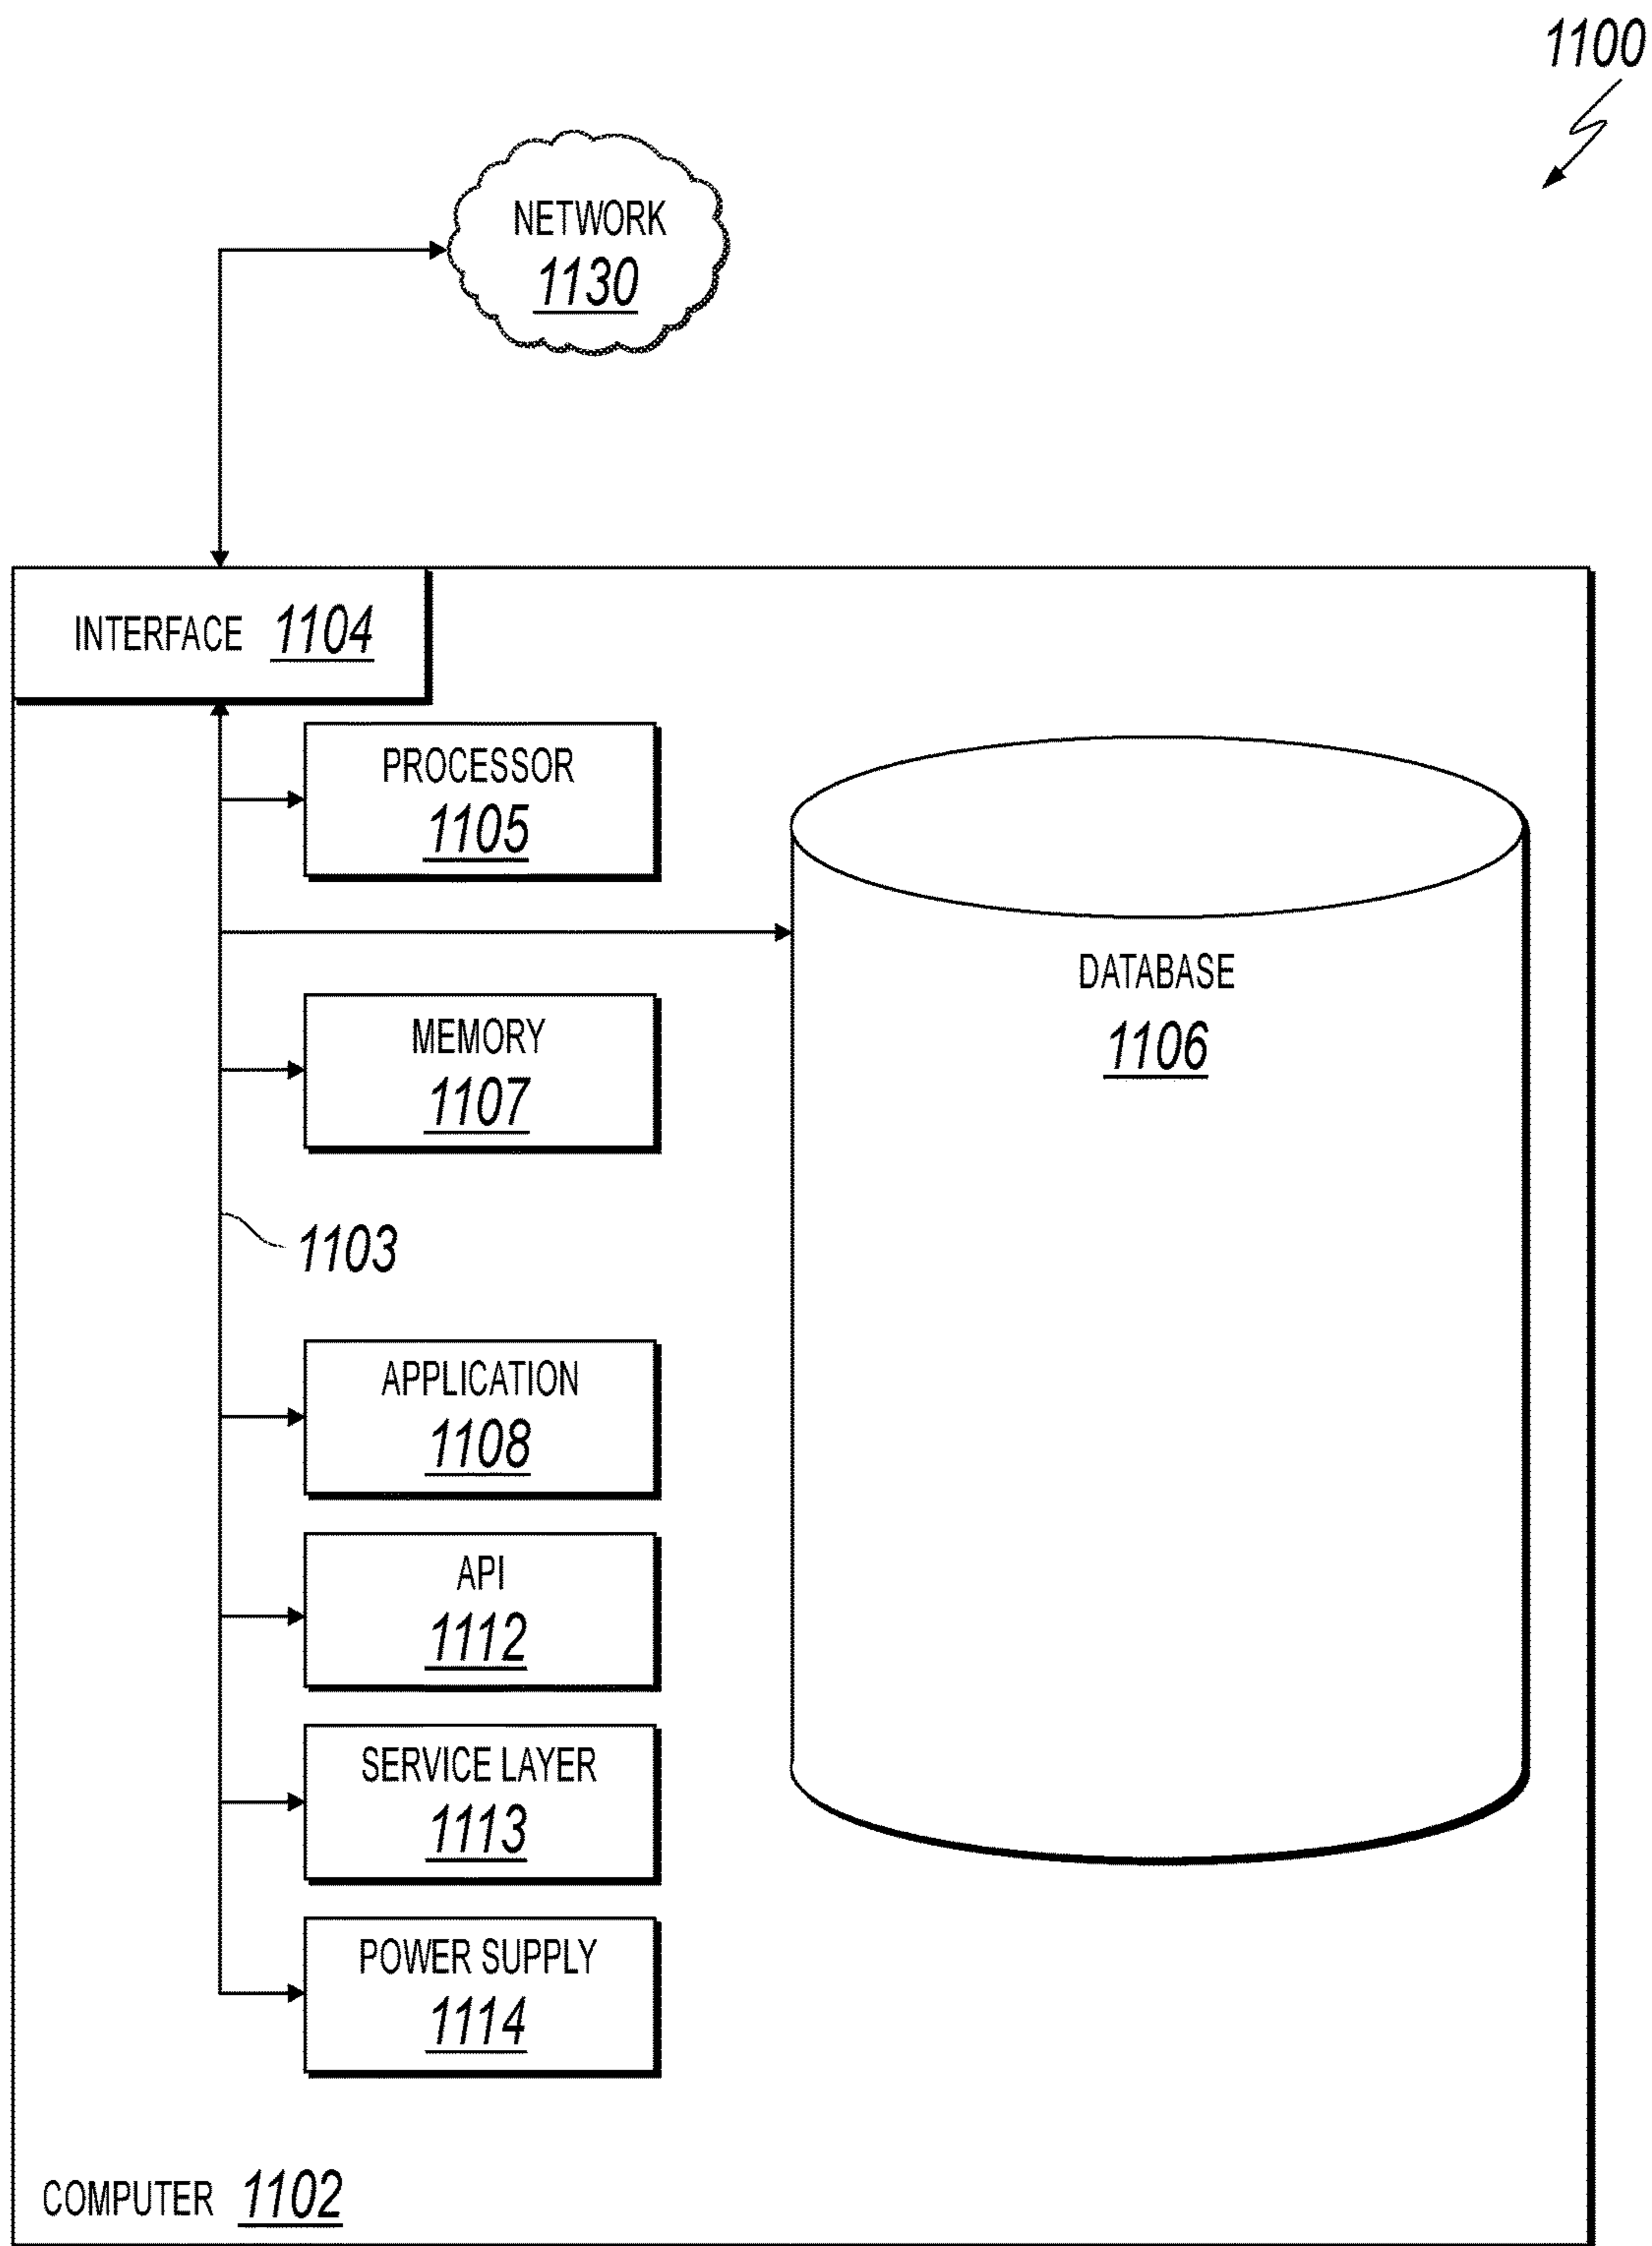 1100
NETWORK
1130
INTERFACE 1104
PROCESSOR
1105
DATABASE
1106
MEMORY
1107
1103
APPLICATION
1108
API
1112
SERVICE LAYER
1113
POWER SUPPLY
1114
COMPUTER 1102